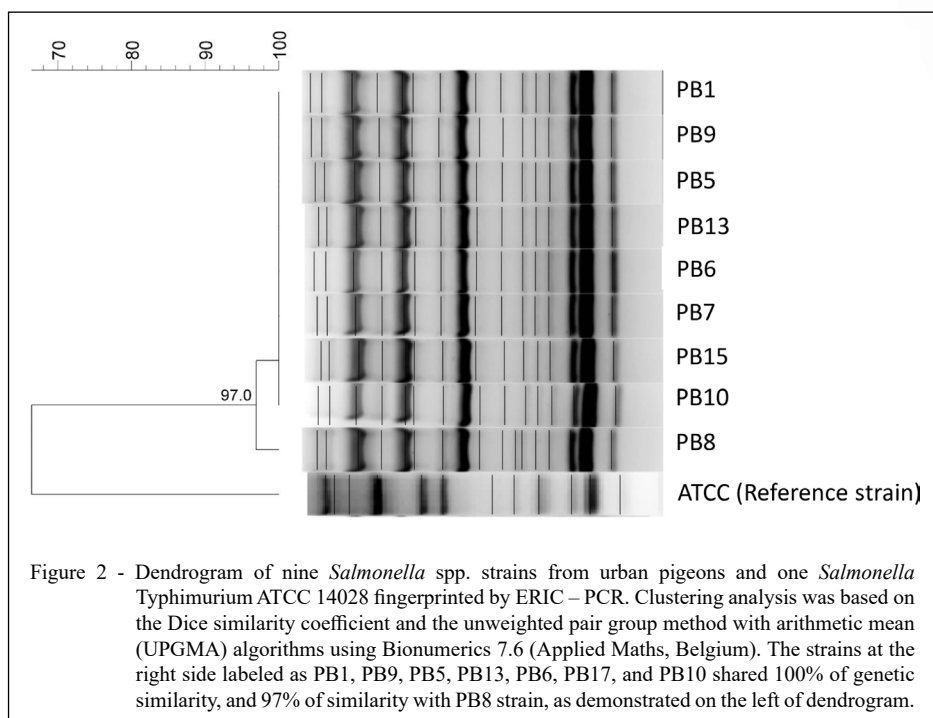 70
80
90
100
PB1
PB9
PB5
PB13
PB6
PB7
PB15
97.0
PB10
PB8
ATCC (Reference strain)
Figure 2 - Dendrogram of nine Salmonella spp. strains from urban pigeons and one Salmonella
Typhimurium ATCC 14028 fingerprinted by ERIC – PCR. Clustering analysis was based on
the Dice similarity coefficient and the unweighted pair group method with arithmetic mean
(UPGMA) algorithms using Bionumerics 7.6 (Applied Maths, Belgium). The strains at the
right side labeled as PB1, PB9, PB5, PB13, PB6, PB17, and PB10 shared 100% of genetic
similarity, and 97% of similarity with PB8 strain, as demonstrated on the left of dendrogram.